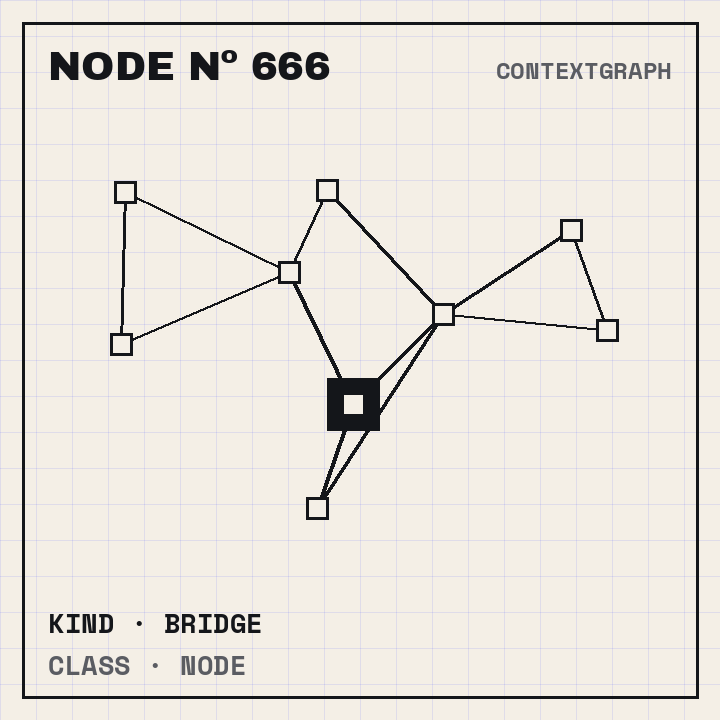 NODE Nº 666
CONTEXTGRAPH
KIND · BRIDGE
CLASS · NODE